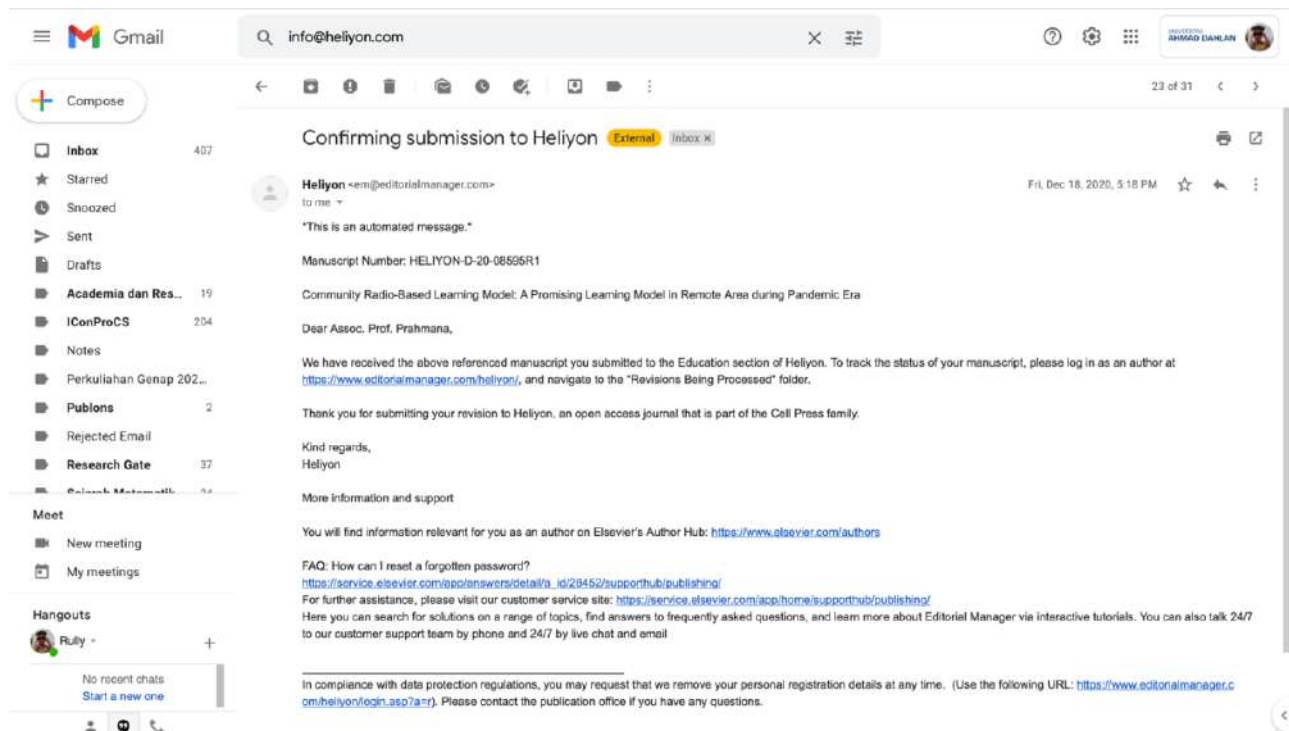 Gmail
info@heliyon.com
UNIVERSITAS
AHMAD DAHLAN
Compose
23 of 31
Inbox 407
Starred
Snoozed
Sent
Drafts
Academia dan Res... 19
IConProCS 204
Notes
Perkuliahan Genap 202...
Publons 2
Rejected Email
Research Gate 37
Meet
New meeting
My meetings
Hangouts
Rully
No recent chats
Start a new one
Confirming submission to Heliyon External Inbox x
Heliyon <em@editorialmanager.com>
Fri, Dec 18, 2020, 5:18 PM
to me
*This is an automated message.*
Manuscript Number: HELIYON-D-20-08595R1
Community Radio-Based Learning Model: A Promising Learning Model in Remote Area during Pandemic Era
Dear Assoc. Prof. Prahmana,
We have received the above referenced manuscript you submitted to the Education section of Heliyon. To track the status of your manuscript, please log in as an author at
https://www.editorialmanager.com/heliyon/, and navigate to the "Revisions Being Processed" folder.
Thank you for submitting your revision to Heliyon, an open access journal that is part of the Cell Press family.
Kind regards,
Heliyon
More information and support
You will find information relevant for you as an author on Elsevier's Author Hub: https://www.elsevier.com/authors
FAQ: How can I reset a forgotten password?
https://service.elsevier.com/app/answers/detail/a_id/28452/supporthub/publishing/
For further assistance, please visit our customer service site: https://service.elsevier.com/app/home/supporthub/publishing/
Here you can search for solutions on a range of topics, find answers to frequently asked questions, and learn more about Editorial Manager via interactive tutorials. You can also talk 24/7
to our customer support team by phone and 24/7 by live chat and email
In compliance with data protection regulations, you may request that we remove your personal registration details at any time. (Use the following URL: https://www.editorialmanager.c
om/heliyon/login.asp?a=r). Please contact the publication office if you have any questions.